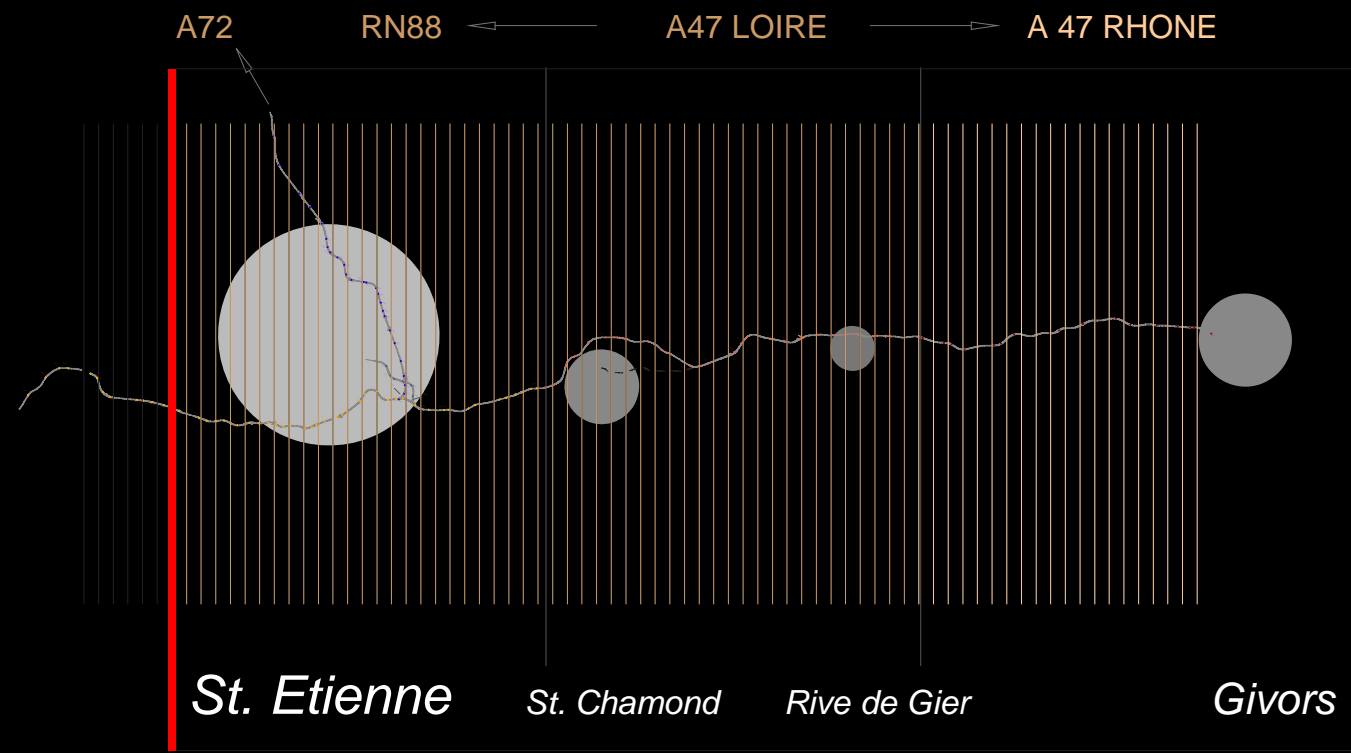 A72 RN88 A47 LOIRE A 47 RHONE
St. Etienne St. Chamond Rive de Gier Givors